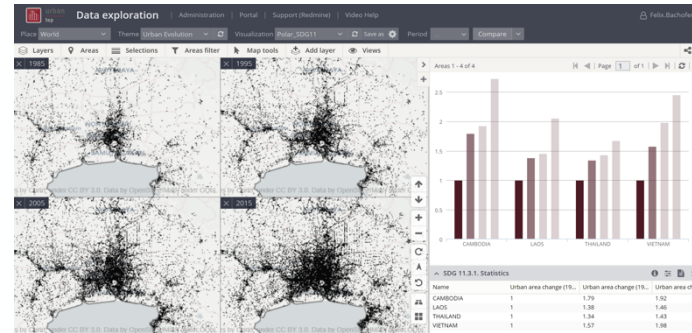 urban
tep
Data exploration | Administration | Portal | Support (Redmine) | Video Help
Felix.Bachofer
Place World Theme Urban Evolution Visualization Polar_SDG11 Save as Period Compare
Layers Areas Selections Areas filter Map tools Add layer Views
1985
1995
2005
2015
Areas 1 - 4 of 4
Page 1 of 1
2.5
2
1.5
1
0.5
0
CAMBODIA LAOS THAILAND VIETNAM
SDG 11.3.1. Statistics
Name Urban area change (19... Urban area change (19... Urban area ch
CAMBODIA 1 1.79 1.92
LAOS 1 1.38 1.46
THAILAND 1 1.34 1.43
VIETNAM 1 1.57 1.98